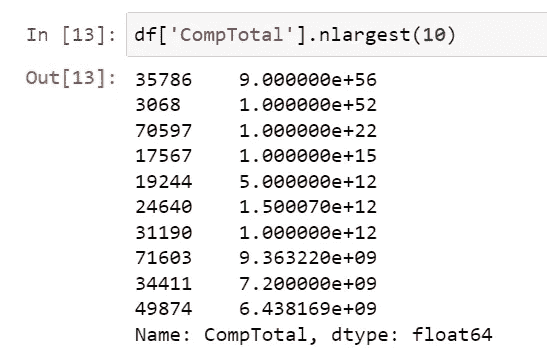 In [13]: df['CompTotal'].nlargest(10)
Out[13]: 35786    9.000000e+56
3068     1.000000e+52
70597    1.000000e+22
17567    1.000000e+15
19244    5.000000e+12
24640    1.500070e+12
31190    1.000000e+12
71603    9.363220e+09
34411    7.200000e+09
49874    6.438169e+09
Name: CompTotal, dtype: float64